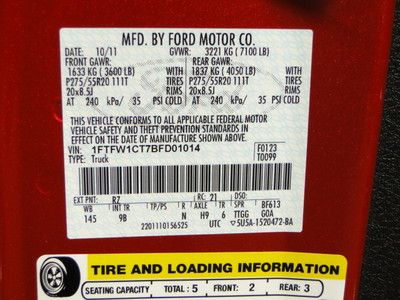 MFD. BY FORD MOTOR CO.
DATE: 10/11 GVWR: 3221 KG ( 7100 LB)
FRONT GAWR: REAR GAWR:
1633 KG ( 3600 LB) WITH 1837 KG ( 4050 LB) WITH
P275/55R20 111T TIRES P275/55R20 111T TIRES
20x8.5J RIMS 20x8.5J RIMS
AT 240 kPa/ 35 PSI COLD AT 240 kPa/ 35 PSI COLD
THIS VEHICLE CONFORMS TO ALL APPLICABLE FEDERAL MOTOR
VEHICLE SAFETY AND THEFT PREVENTION STANDARDS IN
EFFECT ON THE DATE OF MANUFACTURE SHOWN ABOVE.
VIN: 1FTFW1CT7BFD01014 F0123
TYPE: Truck T0099
EXT PNT: RZ RC: 21 DSO:
WB INT TR TP/PS R AXLE TR SPR BF613
145 9B N H9 6 TTGG GOA
2201110156525 UTC 5U5A-1520472-BA
TIRE AND LOADING INFORMATION
SEATING CAPACITY TOTAL : 5 FRONT: 2 REAR: 3